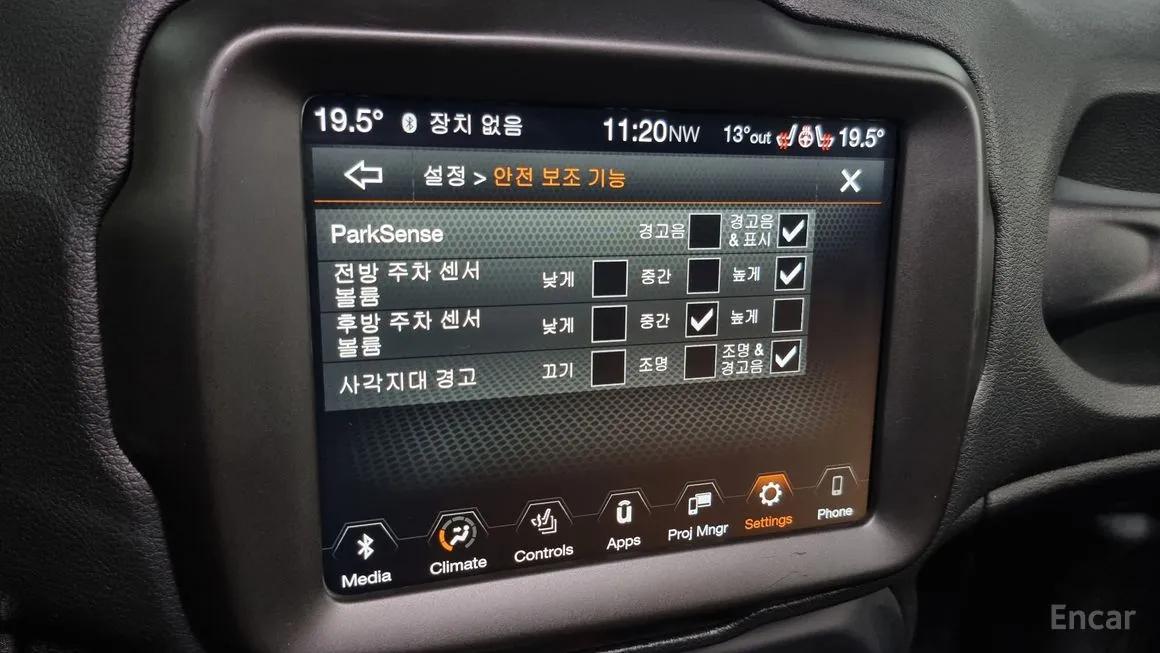 19.5° 장치 없음 11:20NW 13°out 19.5°
설정 > 안전 보조 기능
ParkSense 경고음 경고음 & 표시
전방 주차 센서 볼륨 낮게 중간 높게
후방 주차 센서 볼륨 낮게 중간 높게
사각지대 경고 끄기 조명 조명 & 경고음
Media Climate Controls Apps Proj Mngr Settings Phone
Encar